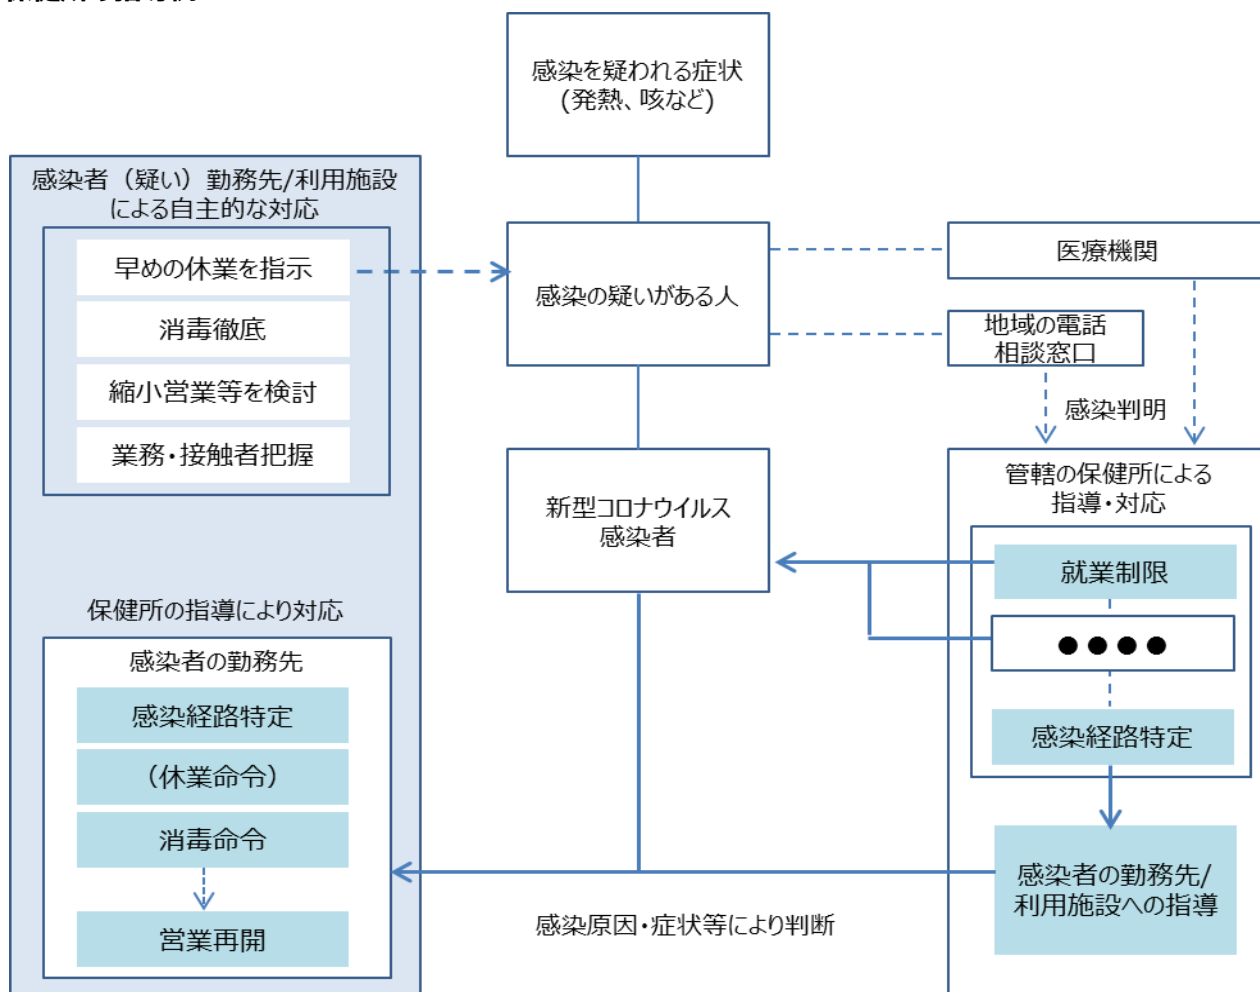 感染を疑われる症状
(発熱、咳など)
感染者（疑い）勤務先/利用施設
による自主的な対応
早めの休業を指示
消毒徹底
縮小営業等を検討
業務・接触者把握
感染の疑いがある人
医療機関
地域の電話
相談窓口
感染判明
新型コロナウイルス
感染者
管轄の保健所による
指導・対応
就業制限
●●●●
感染経路特定
感染者の勤務先/
利用施設への指導
保健所の指導により対応
感染者の勤務先
感染経路特定
（休業命令）
消毒命令
営業再開
感染原因・症状等により判断